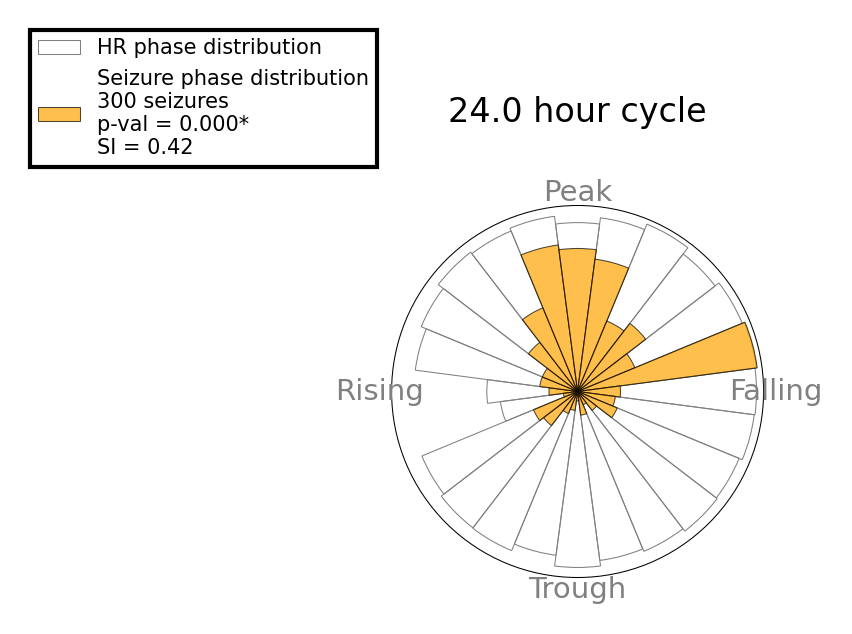 HR phase distribution
Seizure phase distribution
300 seizures
p-val = 0.000*
SI = 0.42
24.0 hour cycle
Peak
Rising
Falling
Trough